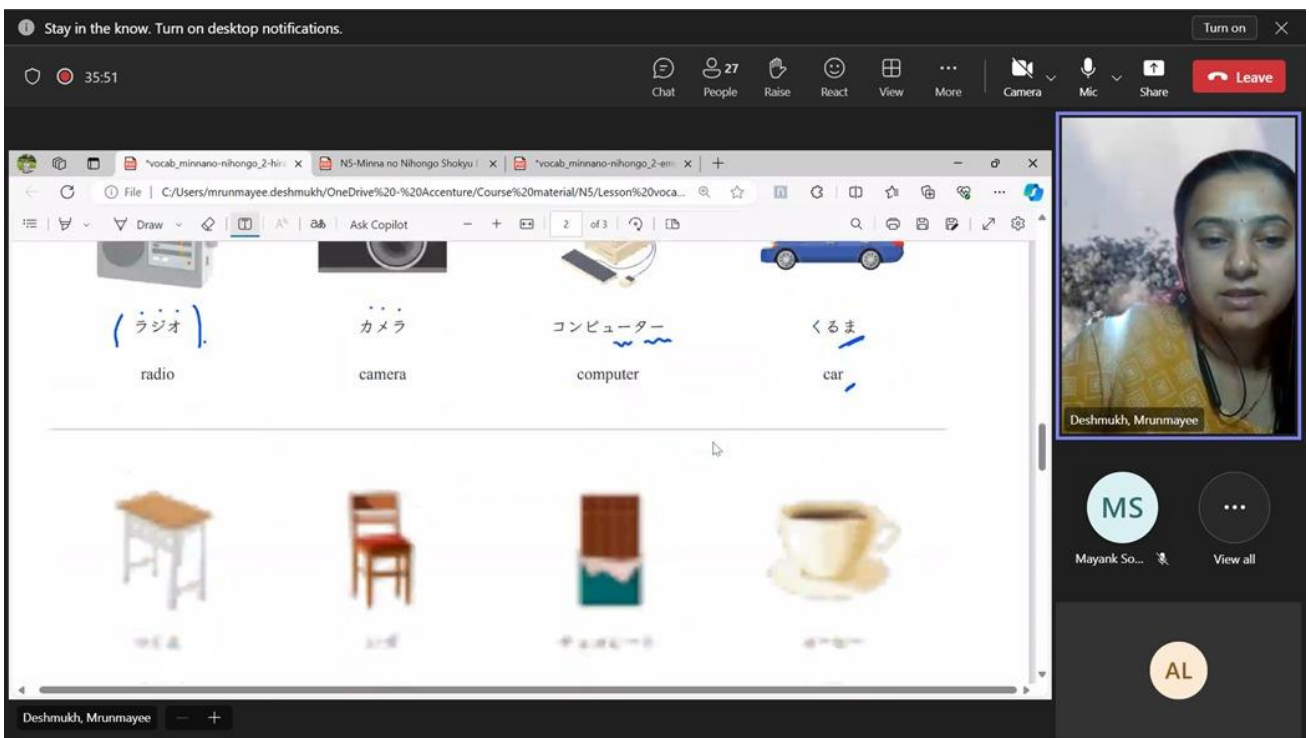 Stay in the know. Turn on desktop notifications.
Turn on
35:51
Chat
27
People
Raise
React
View
More
Camera
Mic
Share
Leave
*vocab_minnano-nihongo_2-hir
N5-Minna no Nihongo Shokyu
*vocab_minnano-nihongo_2-em
File
C:/Users/mrunmayee.deshmukh/OneDrive%20-%20Accenture/Course%20material/N5/Lesson%20voca...
Draw
Ask Copilot
2
of 3
ラジオ
カメラ
コンピューター
くるま
radio
camera
computer
car
Deshmukh, Mrunmayee
MS
Mayank So...
View all
AL
Deshmukh, Mrunmayee